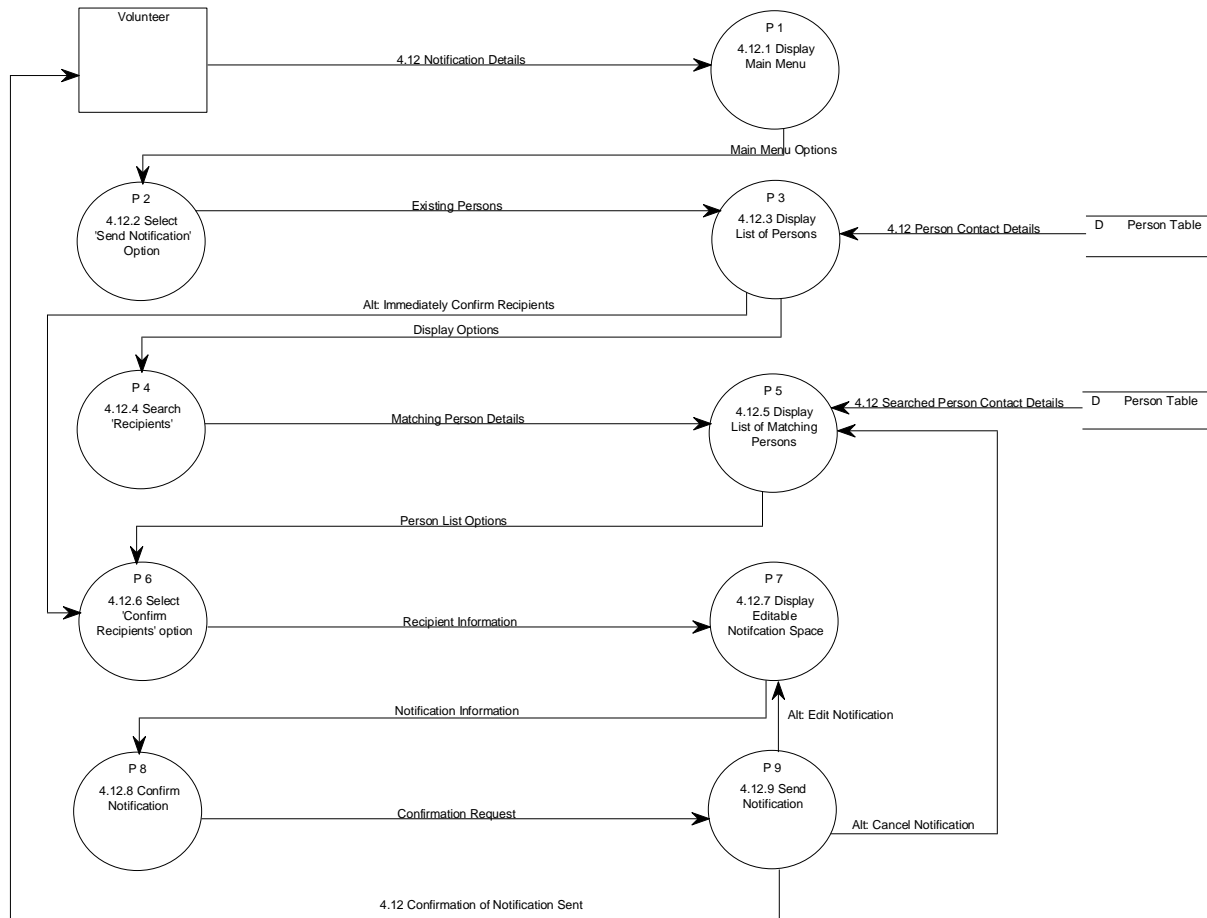 Volunteer
P 1
4.12.1 Display
Main Menu
4.12 Notification Details
Main Menu Options
P 2
4.12.2 Select
'Send Notification'
Option
Existing Persons
P 3
4.12.3 Display
List of Persons
4.12 Person Contact Details
D Person Table
Alt: Immediately Confirm Recipients
Display Options
P 4
4.12.4 Search
'Recipients'
Matching Person Details
P 5
4.12.5 Display
List of Matching
Persons
4.12 Searched Person Contact Details
D Person Table
Person List Options
P 6
4.12.6 Select
'Confirm
Recipients' option
Recipient Information
P 7
4.12.7 Display
Editable
Notifcation Space
Notification Information
Alt: Edit Notification
P 8
4.12.8 Confirm
Notification
Confirmation Request
P 9
4.12.9 Send
Notification
Alt: Cancel Notification
4.12 Confirmation of Notification Sent